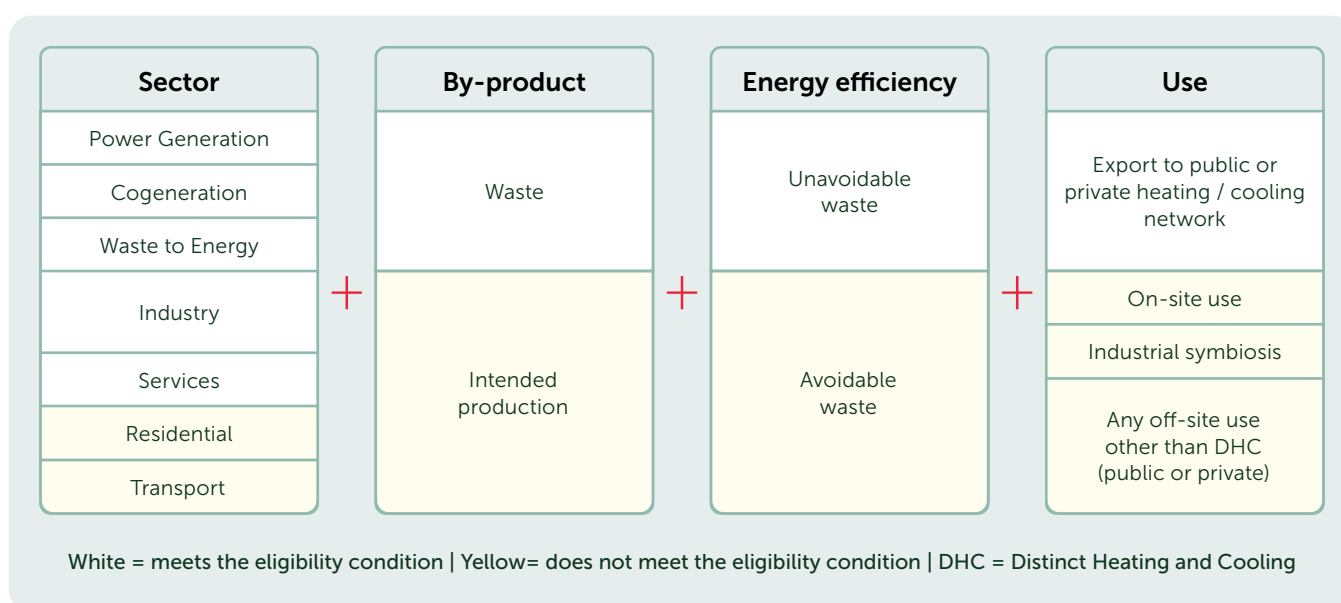 Sector
Power Generation
Cogeneration
Waste to Energy
Industry
Services
Residential
Transport
By-product
Waste
Intended
production
Energy efficiency
Unavoidable
waste
Avoidable
waste
Use
Export to public or
private heating / cooling
network
On-site use
Industrial symbiosis
Any off-site use
other than DHC
(public or private)
White = meets the eligibility condition | Yellow= does not meet the eligibility condition | DHC = Distinct Heating and Cooling